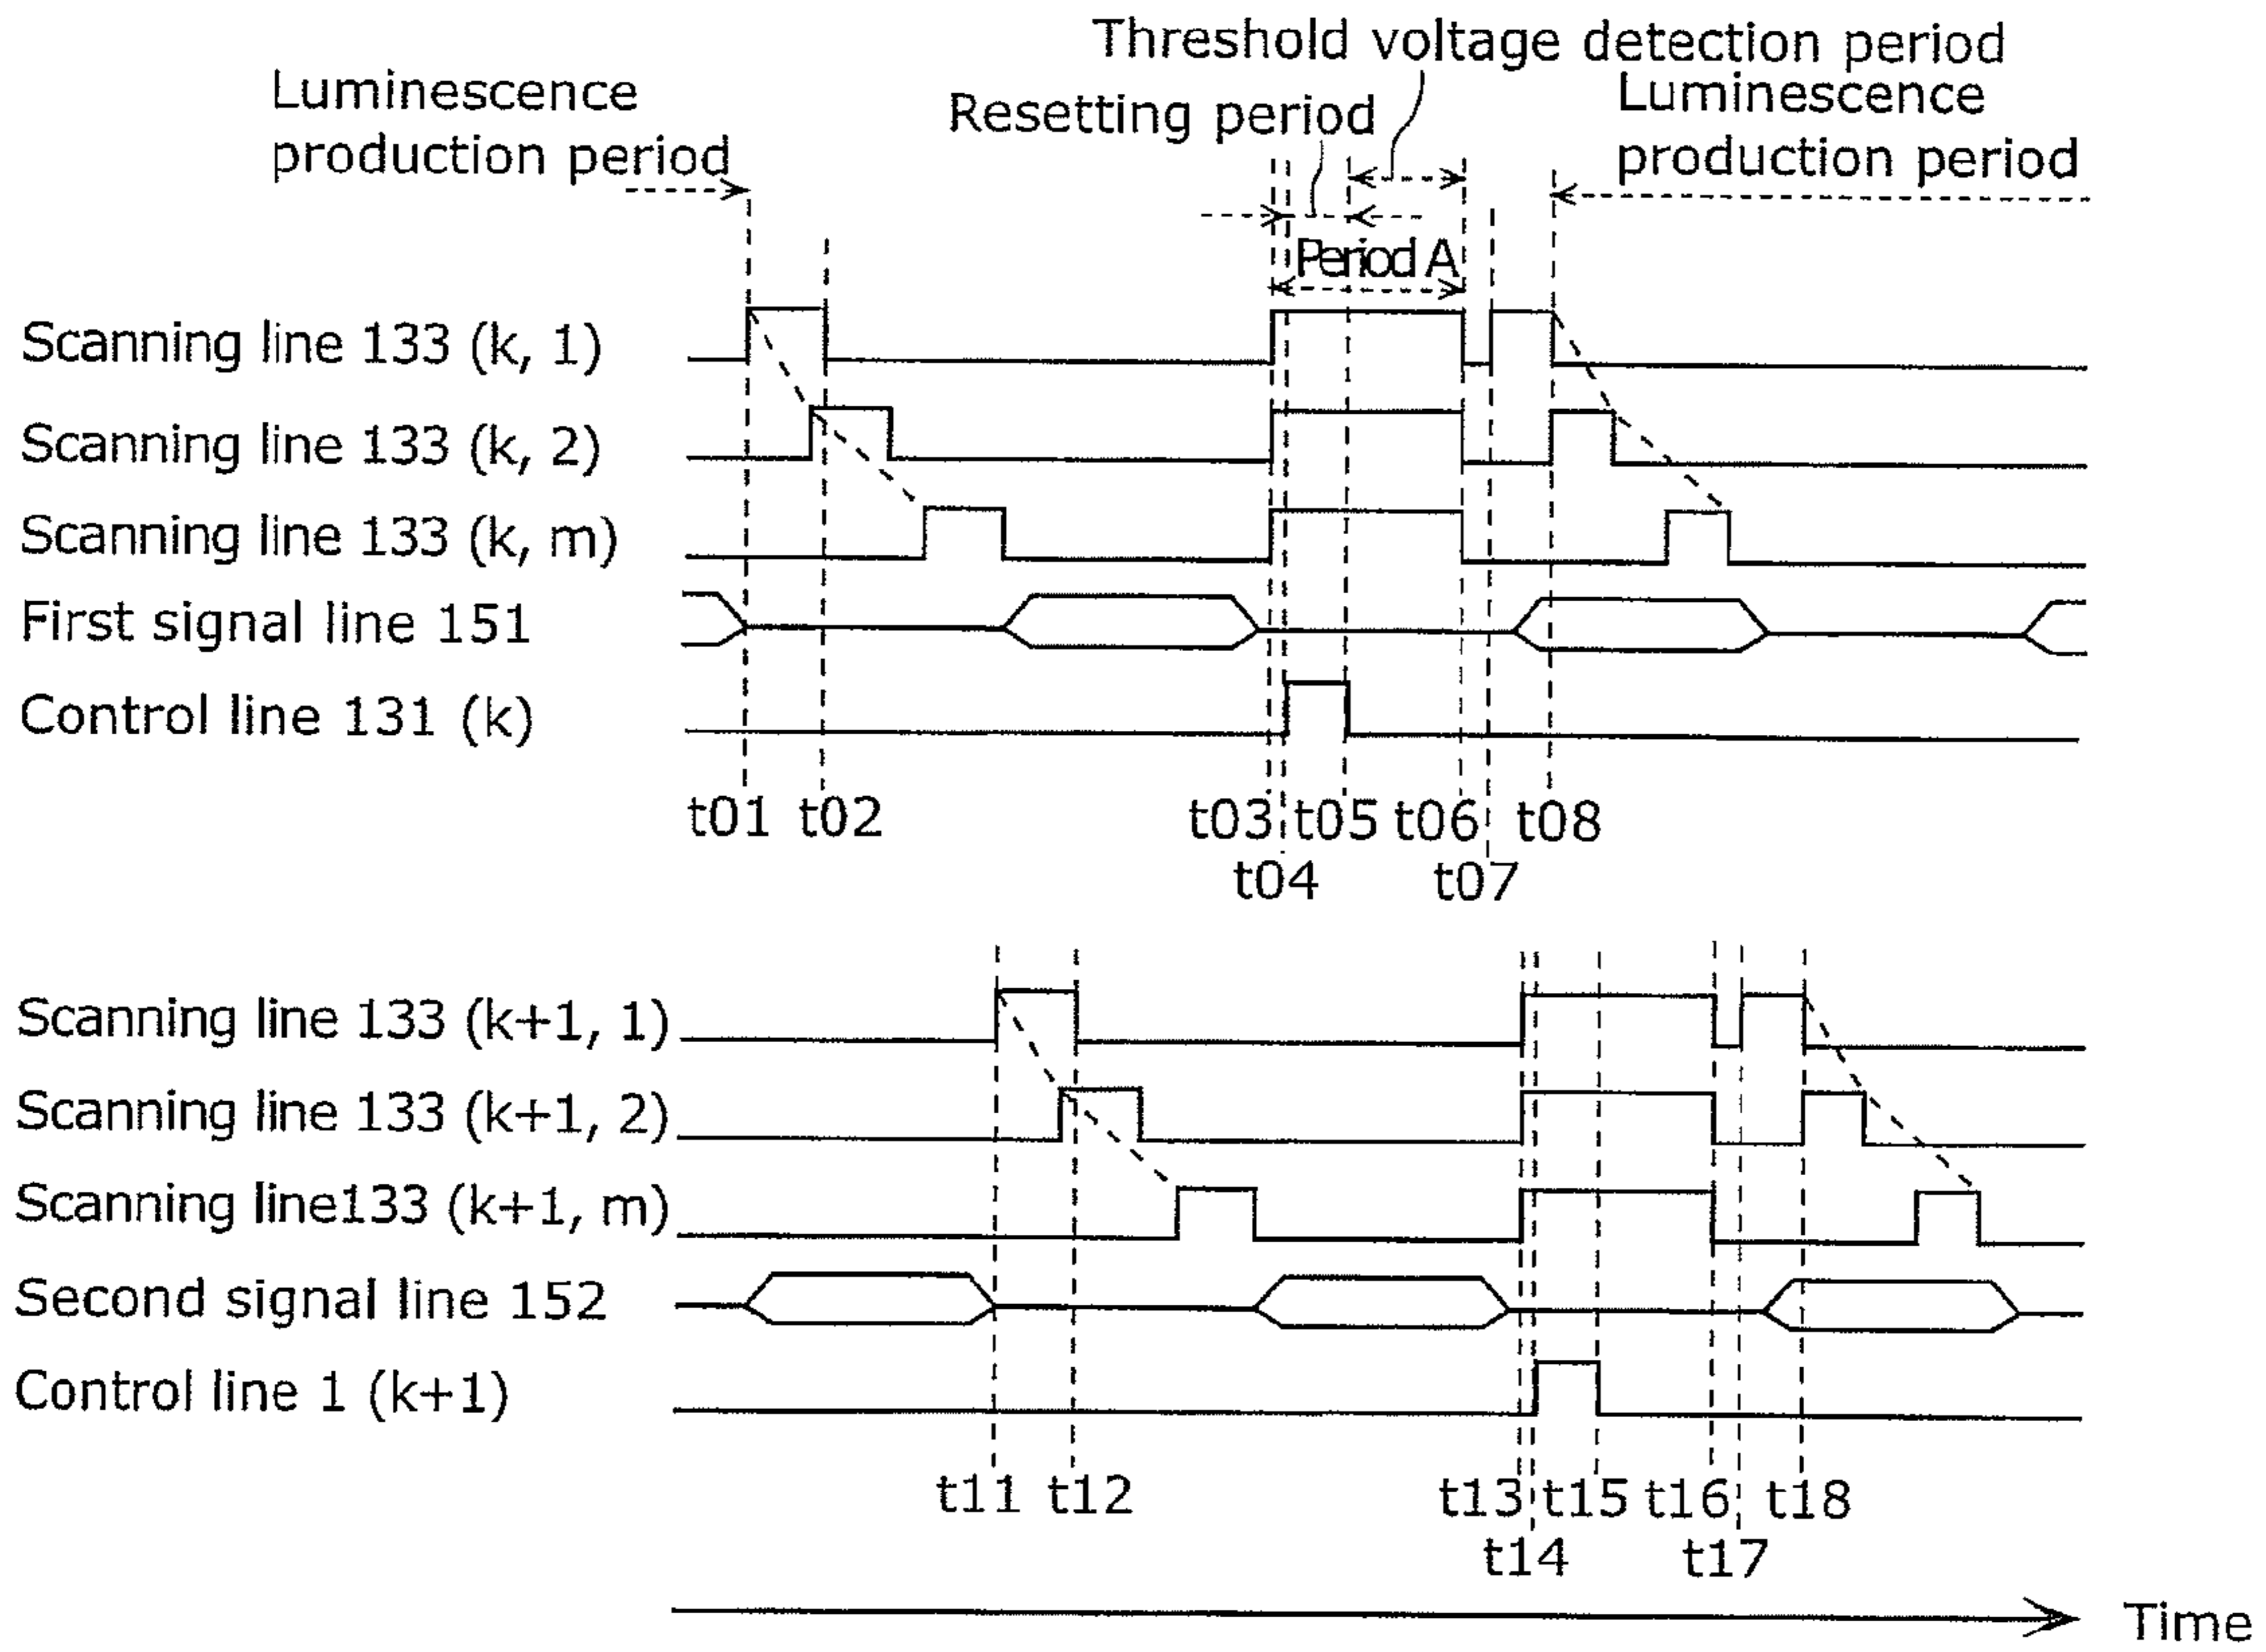 Threshold voltage detection period
Luminescence
production period
Resetting period
Luminescence
production period
Period A
Scanning line 133 (k, 1)
Scanning line 133 (k, 2)
Scanning line 133 (k, m)
First signal line 151
Control line 131 (k)
t01 t02 t03 t05 t06 t08
t04 t07
Scanning line 133 (k+1, 1)
Scanning line 133 (k+1, 2)
Scanning line133 (k+1, m)
Second signal line 152
Control line 1 (k+1)
t11 t12 t13 t15 t16 t18
t14 t17
Time